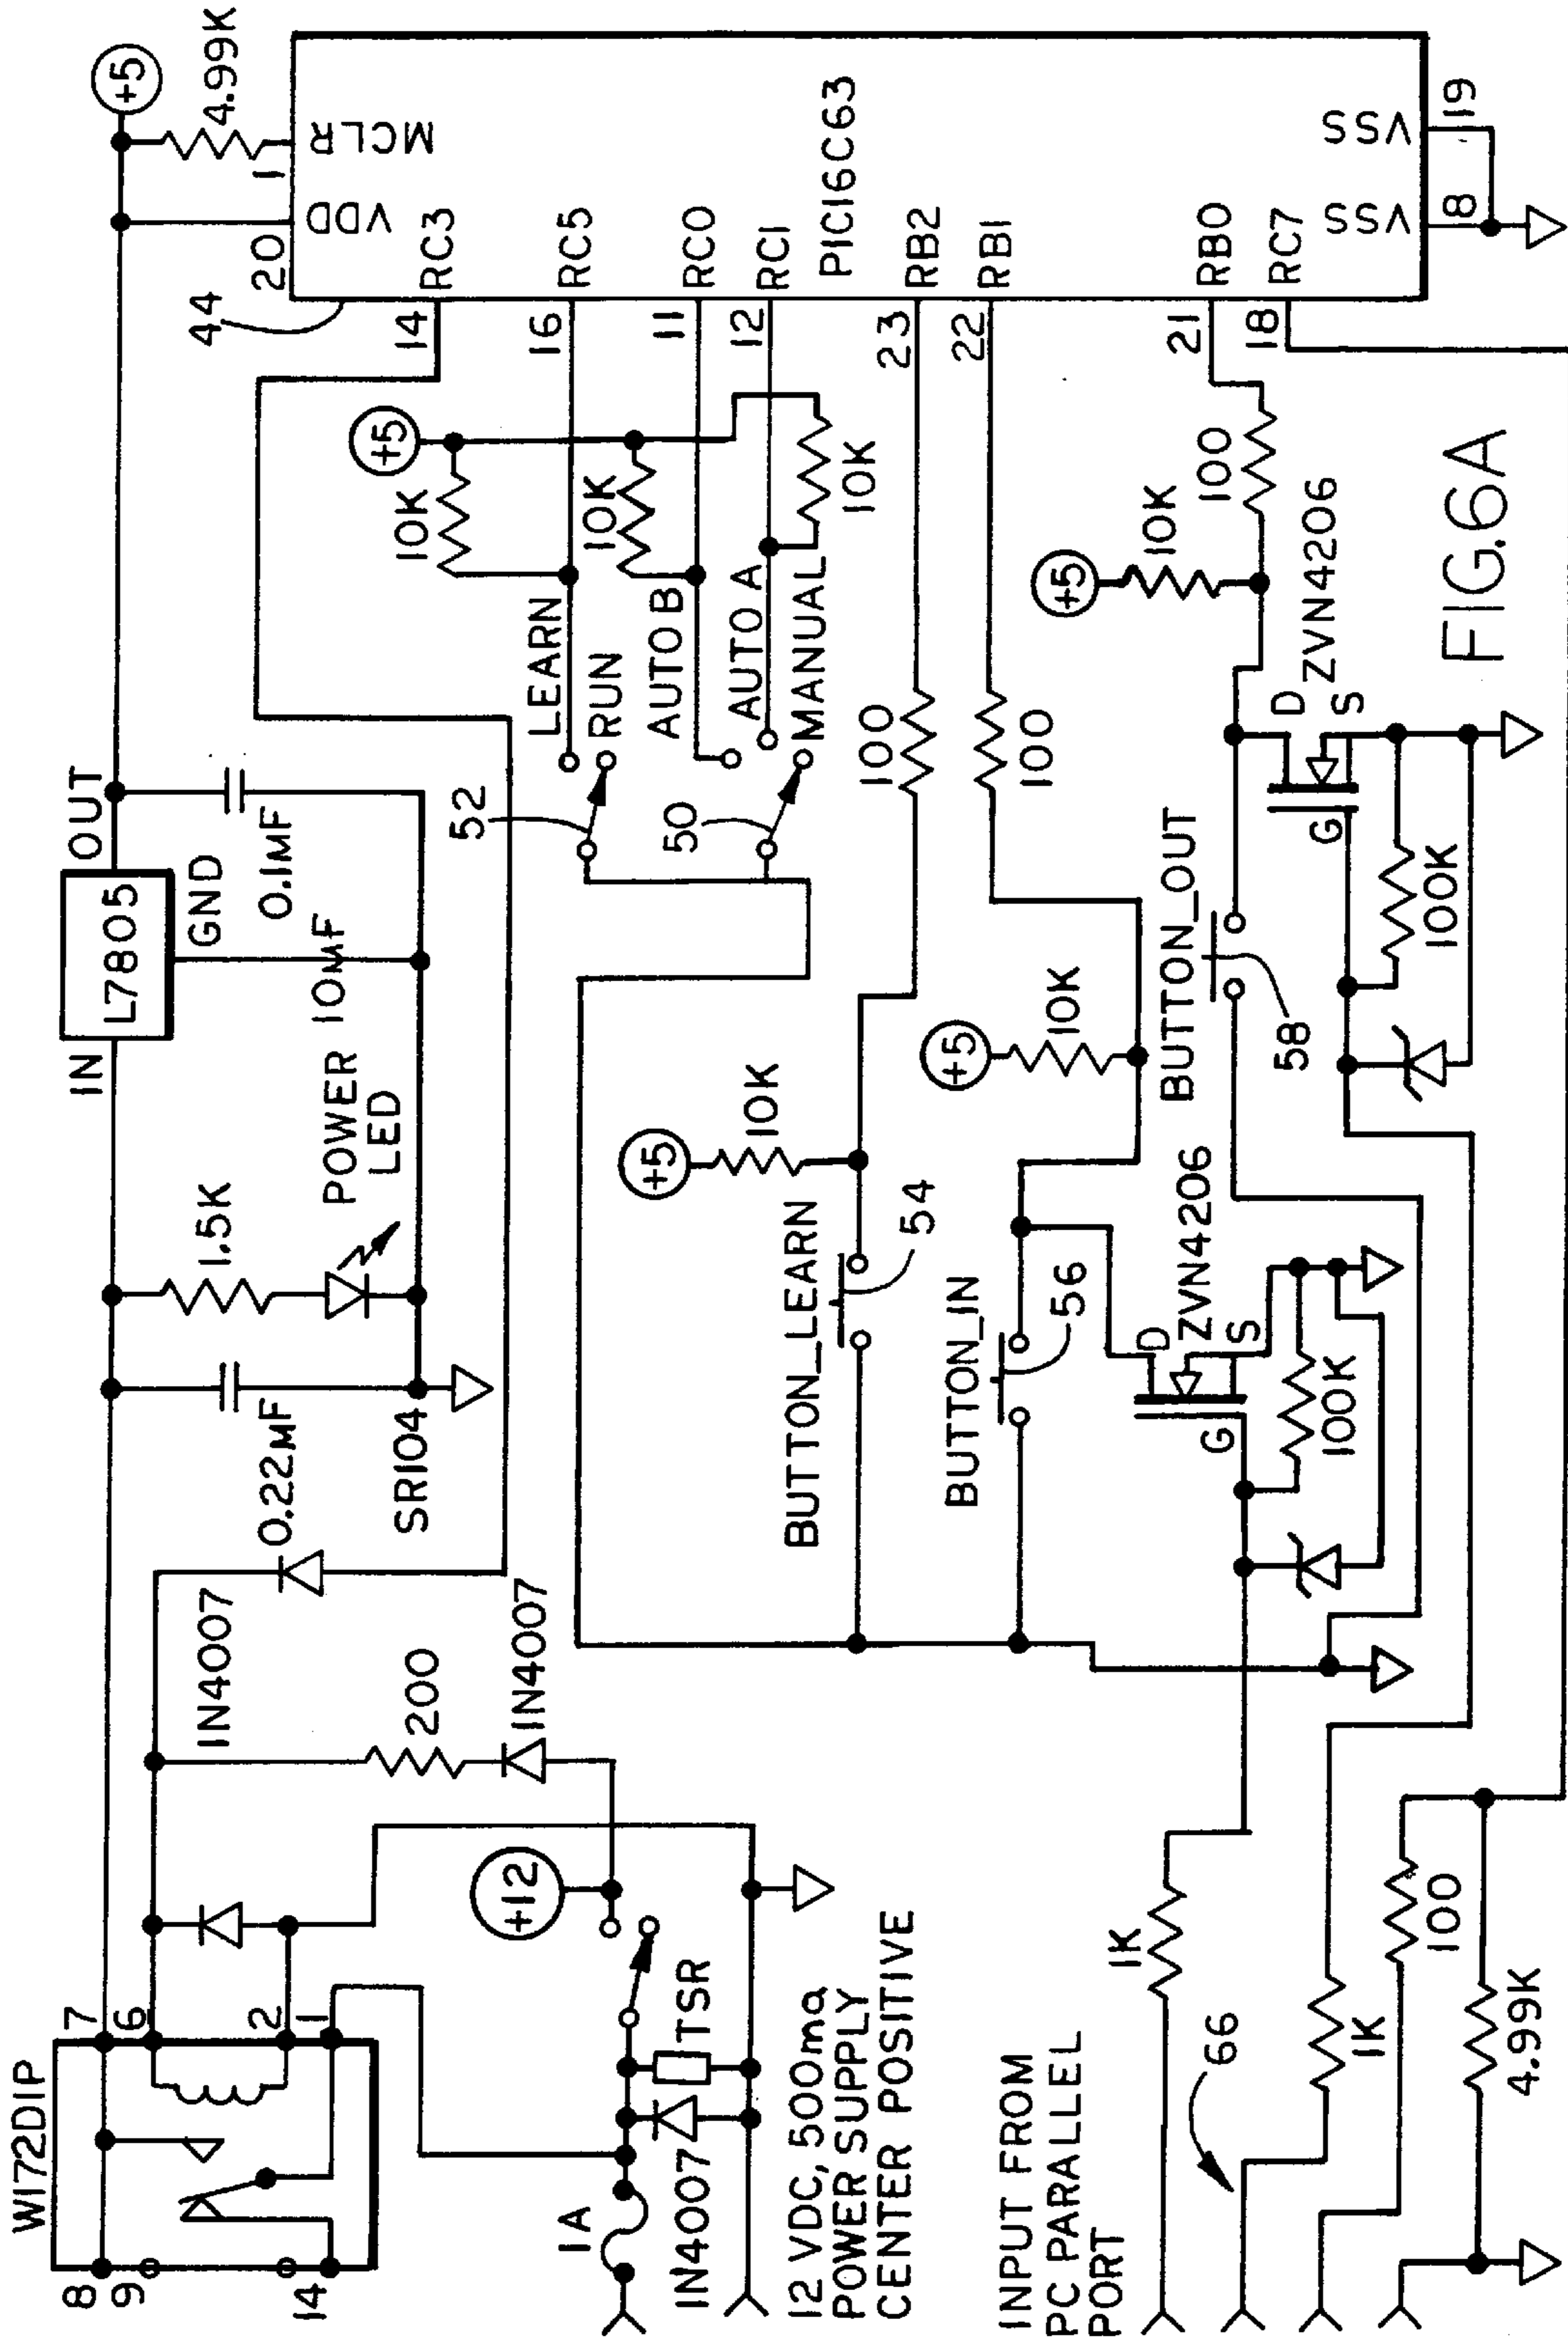 W172DIP
8
9
14
7
6
2
1
1N4007
200
1N4007
+12
1A
1N4007
TSR
12 VDC, 500ma
POWER SUPPLY
CENTER POSITIVE
INPUT FROM
PC PARALLEL
PORT
66
1K
1K
100
4.99K
0.22MF
SR104
1.5K
POWER
LED
IN
L7805
OUT
GND
10MF
0.1MF
+5
4.99K
1
MCLR
20
VDD
44
14
RC3
16
RC5
11
RC0
12
RC1
PIC16C63
23
RB2
22
RB1
21
RB0
18
RC7
VSS
8
VSS
19
+5
10K
10K
10K
LEARN
RUN
AUTO B
AUTO A
MANUAL
52
50
100
100
+5
10K
BUTTON_LEARN
54
+5
10K
BUTTON_IN
56
D
ZVN4206
S
G
100K
BUTTON_OUT
58
+5
10K
100
D
S
ZVN4206
G
100K
FIG.6A